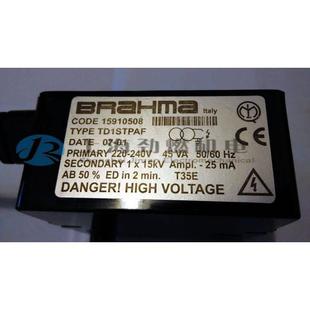 BRAHMA
Italy
CODE 15910508
TYPE TD1STPAF
DATE 07-01
PRIMARY 220-240V 45 VA 50/60 Hz
SECONDARY 1 x 15kV Ampl. - 25 mA
AB 50 % ED in 2 min. T35E
DANGER! HIGH VOLTAGE